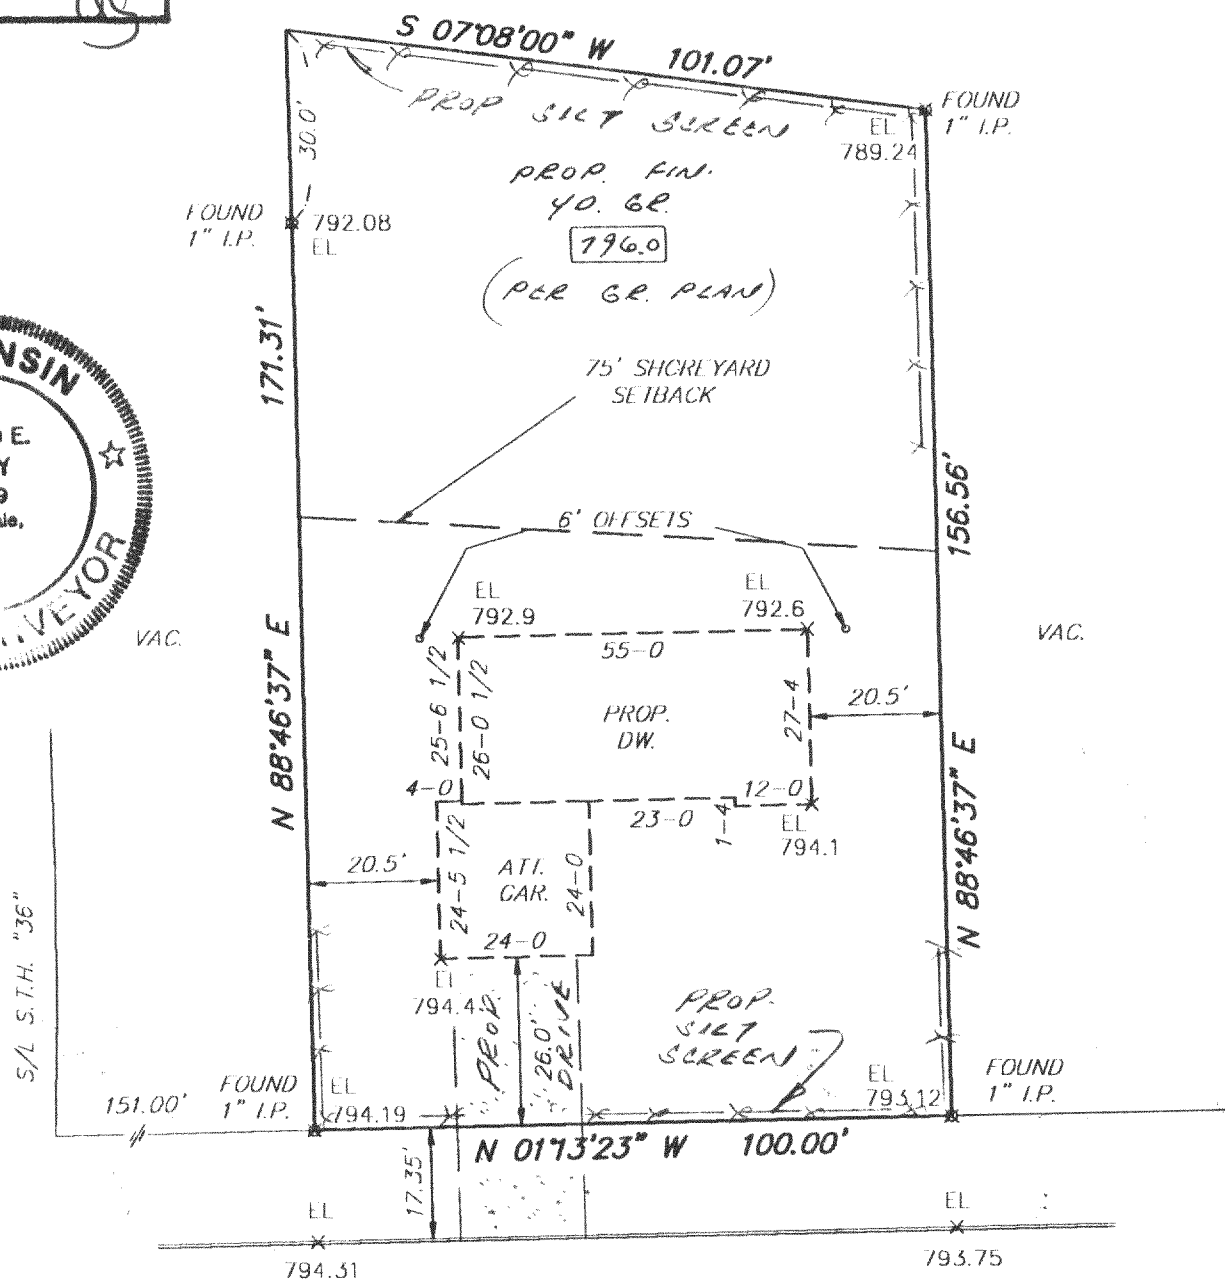 S 07°08'00" W 101.07'
PROP SILT SCREEN
FOUND
1" I.P.
EL
789.24
30.0'
PROP. FIN.
YD. GR.
796.0
(PER GR. PLAN)
FOUND
1" I.P.
792.08
EL
171.31'
75' SHOREYARD
SETBACK
NSIN
E.
Y
9
VEYOR
6' OFFSETS
156.56'
EL
792.9
EL
792.6
VAC.
VAC.
55-0
25-6 1/2
26-0 1/2
PROP.
DW.
27-4
20.5'
N 88°46'37" E
N 88°46'37" E
4-0
12-0
23-0
1-4
EL
794.1
20.5'
24-5 1/2
ATT.
GAR.
24-0
24-0
S/L S.T.H. "36"
EL
794.4
PROP.
DRIVE
26.0'
PROP.
SILT
SCREEN
FOUND
1" I.P.
EL
794.19
EL
793.12
FOUND
1" I.P.
151.00'
N 01°13'23" W 100.00'
17.35'
EL
794.31
EL
793.75